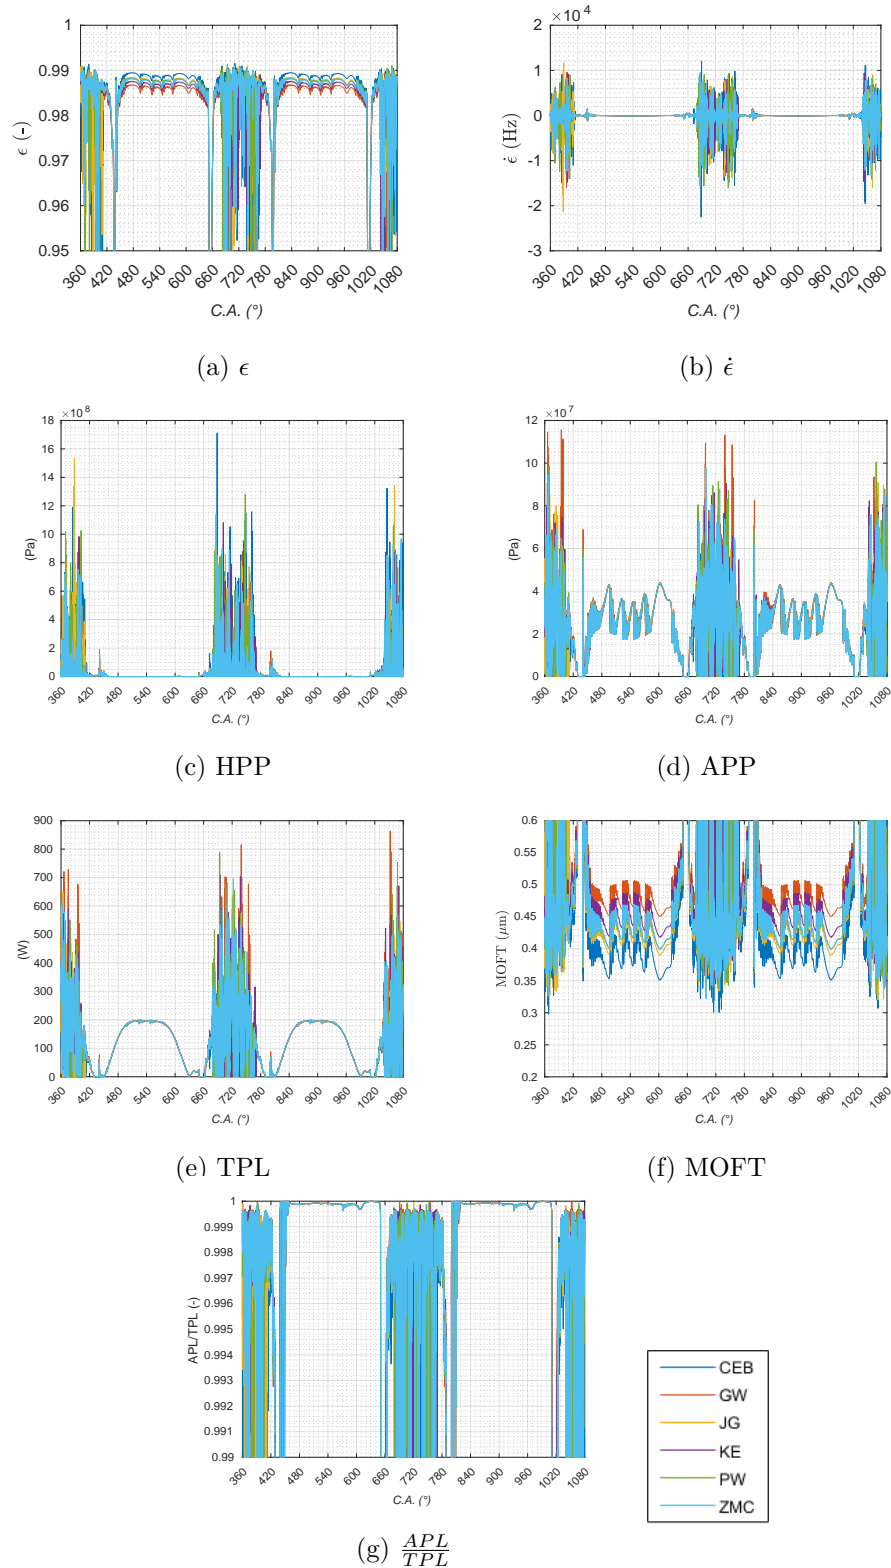 1
0.99
0.98
0.97
0.96
0.95
ϵ (-)
360 420 480 540 600 660 720 780 840 900 960 1020 1080
C.A. (°)
(a) ϵ
×10⁴
2
1
0
-1
-2
-3
ϵ̇ (Hz)
360 420 480 540 600 660 720 780 840 900 960 1020 1080
C.A. (°)
(b) ϵ̇
×10⁸
18
16
14
12
10
8
6
4
2
0
(Pa)
360 420 480 540 600 660 720 780 840 900 960 1020 1080
C.A. (°)
(c) HPP
×10⁷
12
10
8
6
4
2
0
(Pa)
360 420 480 540 600 660 720 780 840 900 960 1020 1080
C.A. (°)
(d) APP
900
800
700
600
500
400
300
200
100
0
(W)
360 420 480 540 600 660 720 780 840 900 960 1020 1080
C.A. (°)
(e) TPL
0.6
0.55
0.5
0.45
0.4
0.35
0.3
0.25
0.2
MOFT (μm)
360 420 480 540 600 660 720 780 840 900 960 1020 1080
C.A. (°)
(f) MOFT
1
0.999
0.998
0.997
0.996
0.995
0.994
0.993
0.992
0.991
0.99
APL/TPL (-)
360 420 480 540 600 660 720 780 840 900 960 1020 1080
C.A. (°)
(g) APL/TPL
CEB
GW
JG
KE
PW
ZMC